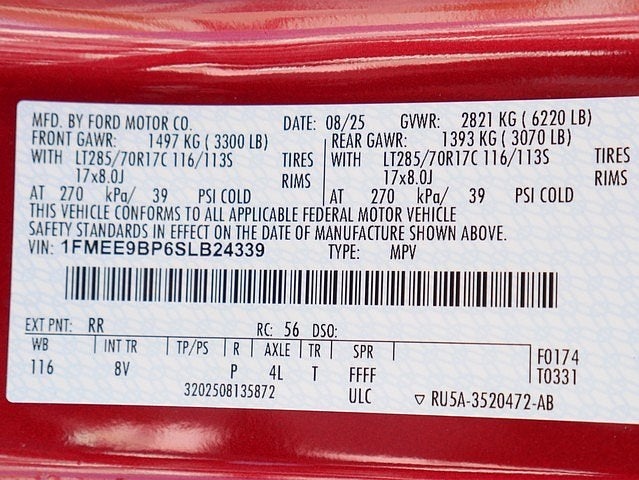 MFD. BY FORD MOTOR CO. DATE: 08/25 GVWR: 2821 KG ( 6220 LB)
FRONT GAWR: 1497 KG ( 3300 LB) REAR GAWR: 1393 KG ( 3070 LB)
WITH LT285/70R17C 116/113S TIRES WITH LT285/70R17C 116/113S TIRES
17x8.0J RIMS 17x8.0J RIMS
AT 270 kPa/ 39 PSI COLD AT 270 kPa/ 39 PSI COLD
THIS VEHICLE CONFORMS TO ALL APPLICABLE FEDERAL MOTOR VEHICLE
SAFETY STANDARDS IN EFFECT ON THE DATE OF MANUFACTURE SHOWN ABOVE.
VIN: 1FMEE9BP6SLB24339 TYPE: MPV
EXT PNT: RR RC: 56 DSO:
WB INT TR TP/PS R AXLE TR SPR F0174
116 8V P 4L T FFFF T0331
3202508135872 ULC ▽ RU5A-3520472-AB